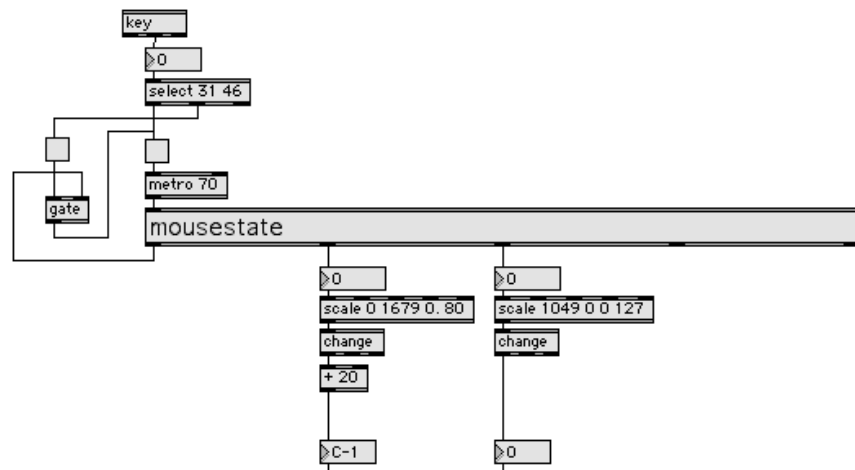 key
0
select 31 46
metro 70
gate
mousestate
0 0
scale 0 1679 0. 80 scale 1049 0 0 127
change change
+ 20
C-1 0